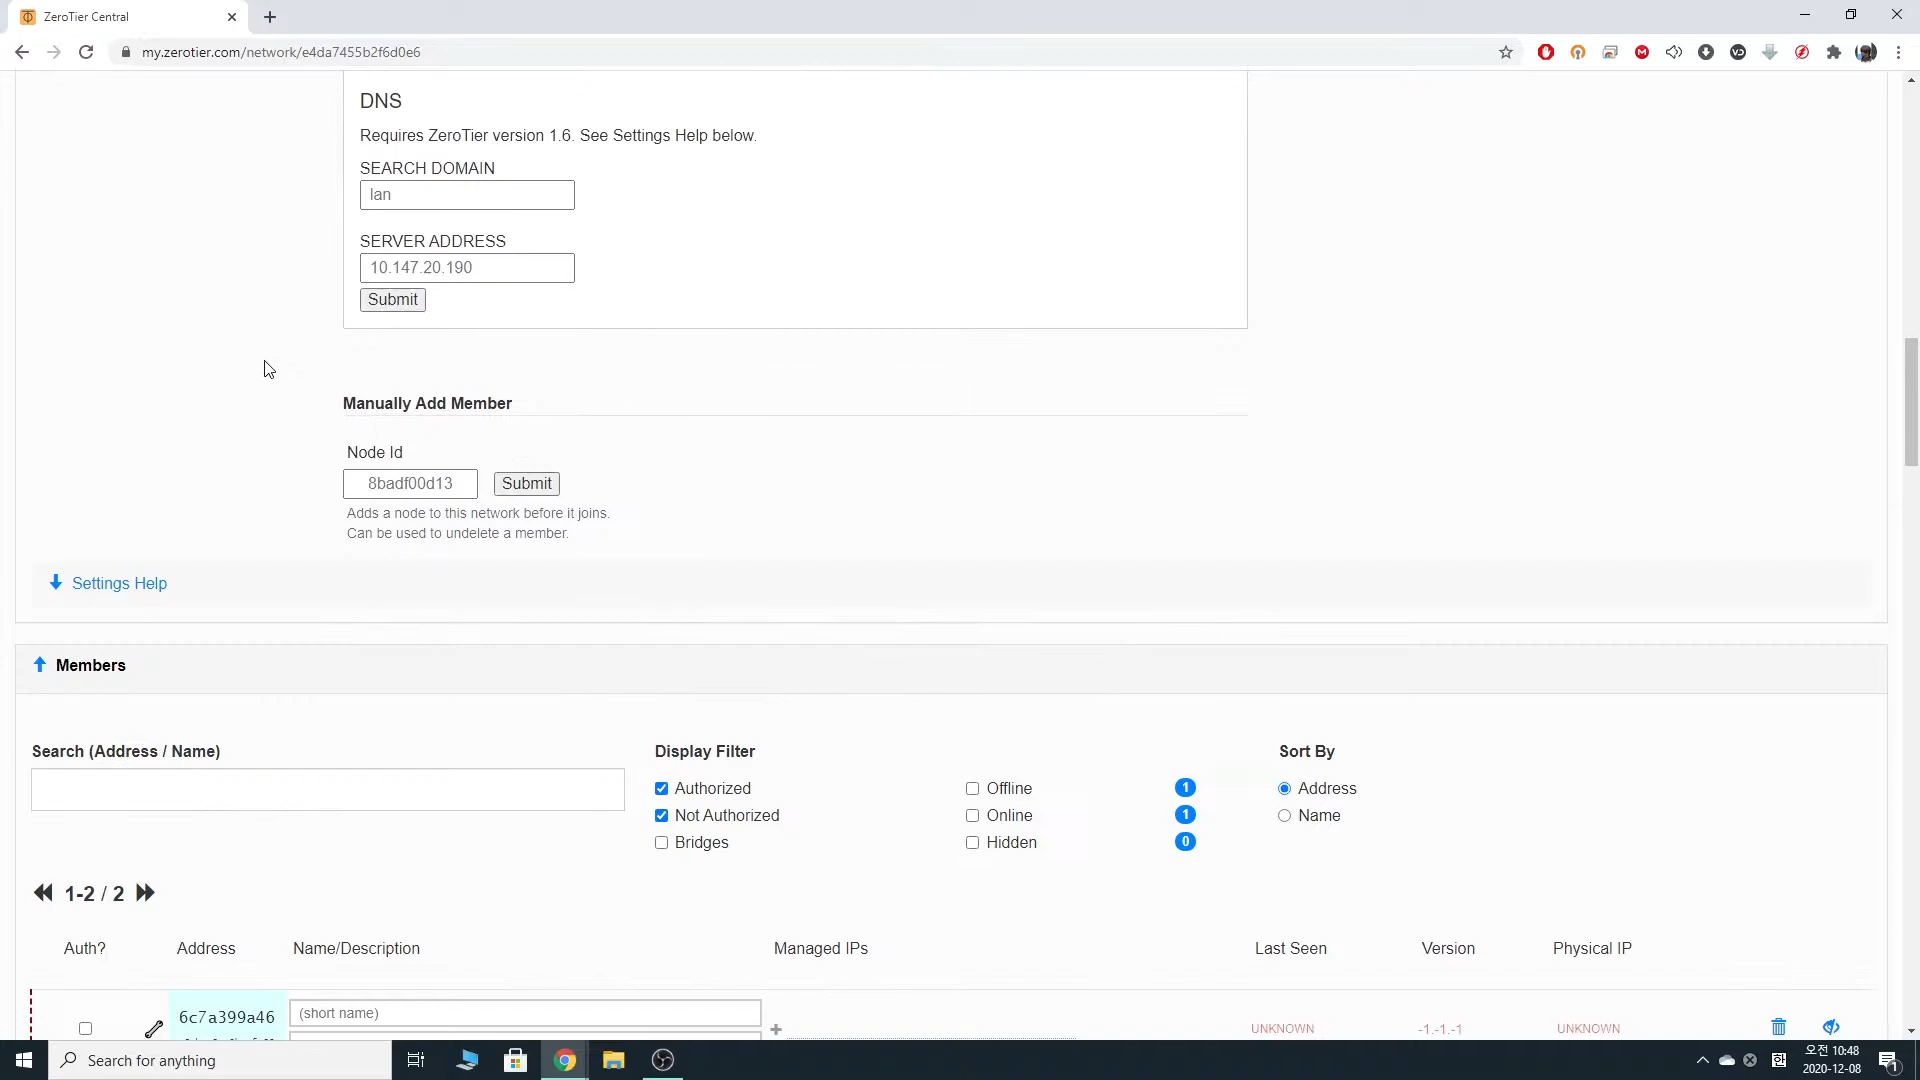 ZeroTier Central
my.zerotier.com/network/e4da7455b2f6d0e6
DNS
Requires ZeroTier version 1.6. See Settings Help below.
SEARCH DOMAIN
lan
SERVER ADDRESS
10.147.20.190
Submit
Manually Add Member
Node Id
8badf00d13 Submit
Adds a node to this network before it joins.
Can be used to undelete a member.
Settings Help
Members
Search (Address / Name) Display Filter Sort By
Authorized Offline 1 Address
Not Authorized Online 1 Name
Bridges Hidden 0
1-2 / 2
Auth? Address Name/Description Managed IPs Last Seen Version Physical IP
6c7a399a46 (short name)
UNKNOWN -1.-1.-1 UNKNOWN
Search for anything
한
오전 10:48
2020-12-08
1